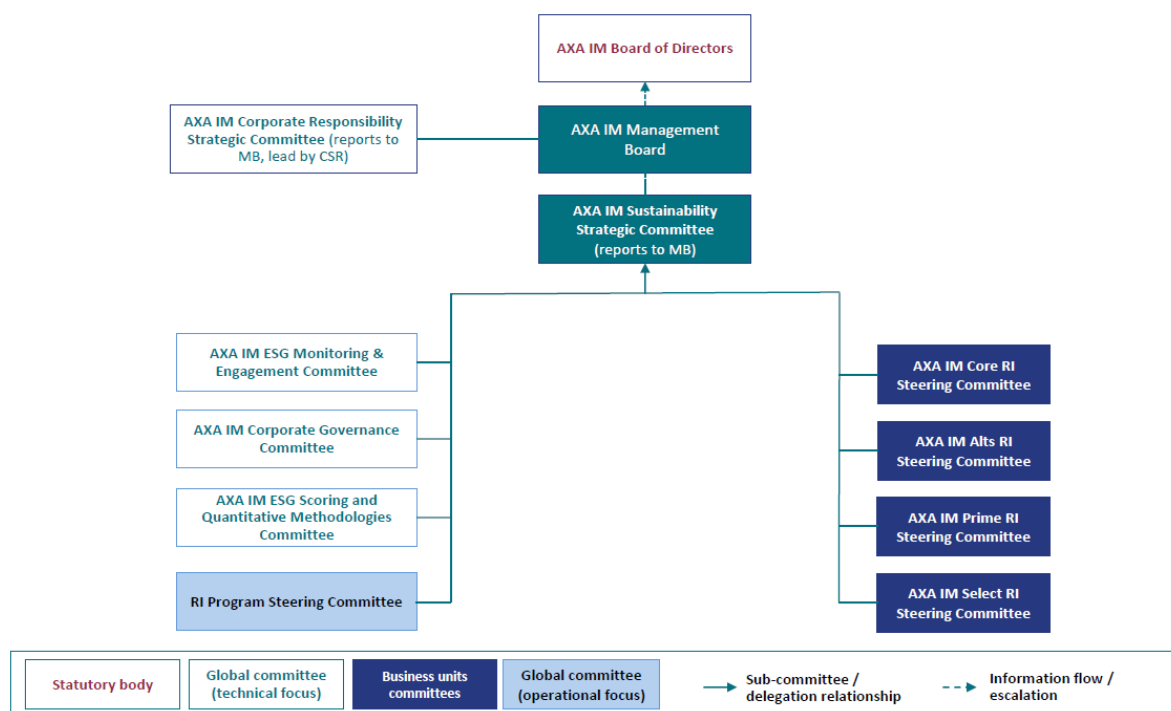 AXA IM Board of Directors
AXA IM Corporate Responsibility
Strategic Committee (reports to
MB, lead by CSR)
AXA IM Management
Board
AXA IM Sustainability
Strategic Committee
(reports to MB)
AXA IM ESG Monitoring &
Engagement Committee
AXA IM Corporate Governance
Committee
AXA IM ESG Scoring and
Quantitative Methodologies
Committee
RI Program Steering Committee
AXA IM Core RI
Steering Committee
AXA IM Alts RI
Steering Committee
AXA IM Prime RI
Steering Committee
AXA IM Select RI
Steering Committee
Statutory body
Global committee
(technical focus)
Business units
committees
Global committee
(operational focus)
Sub-committee /
delegation relationship
Information flow /
escalation